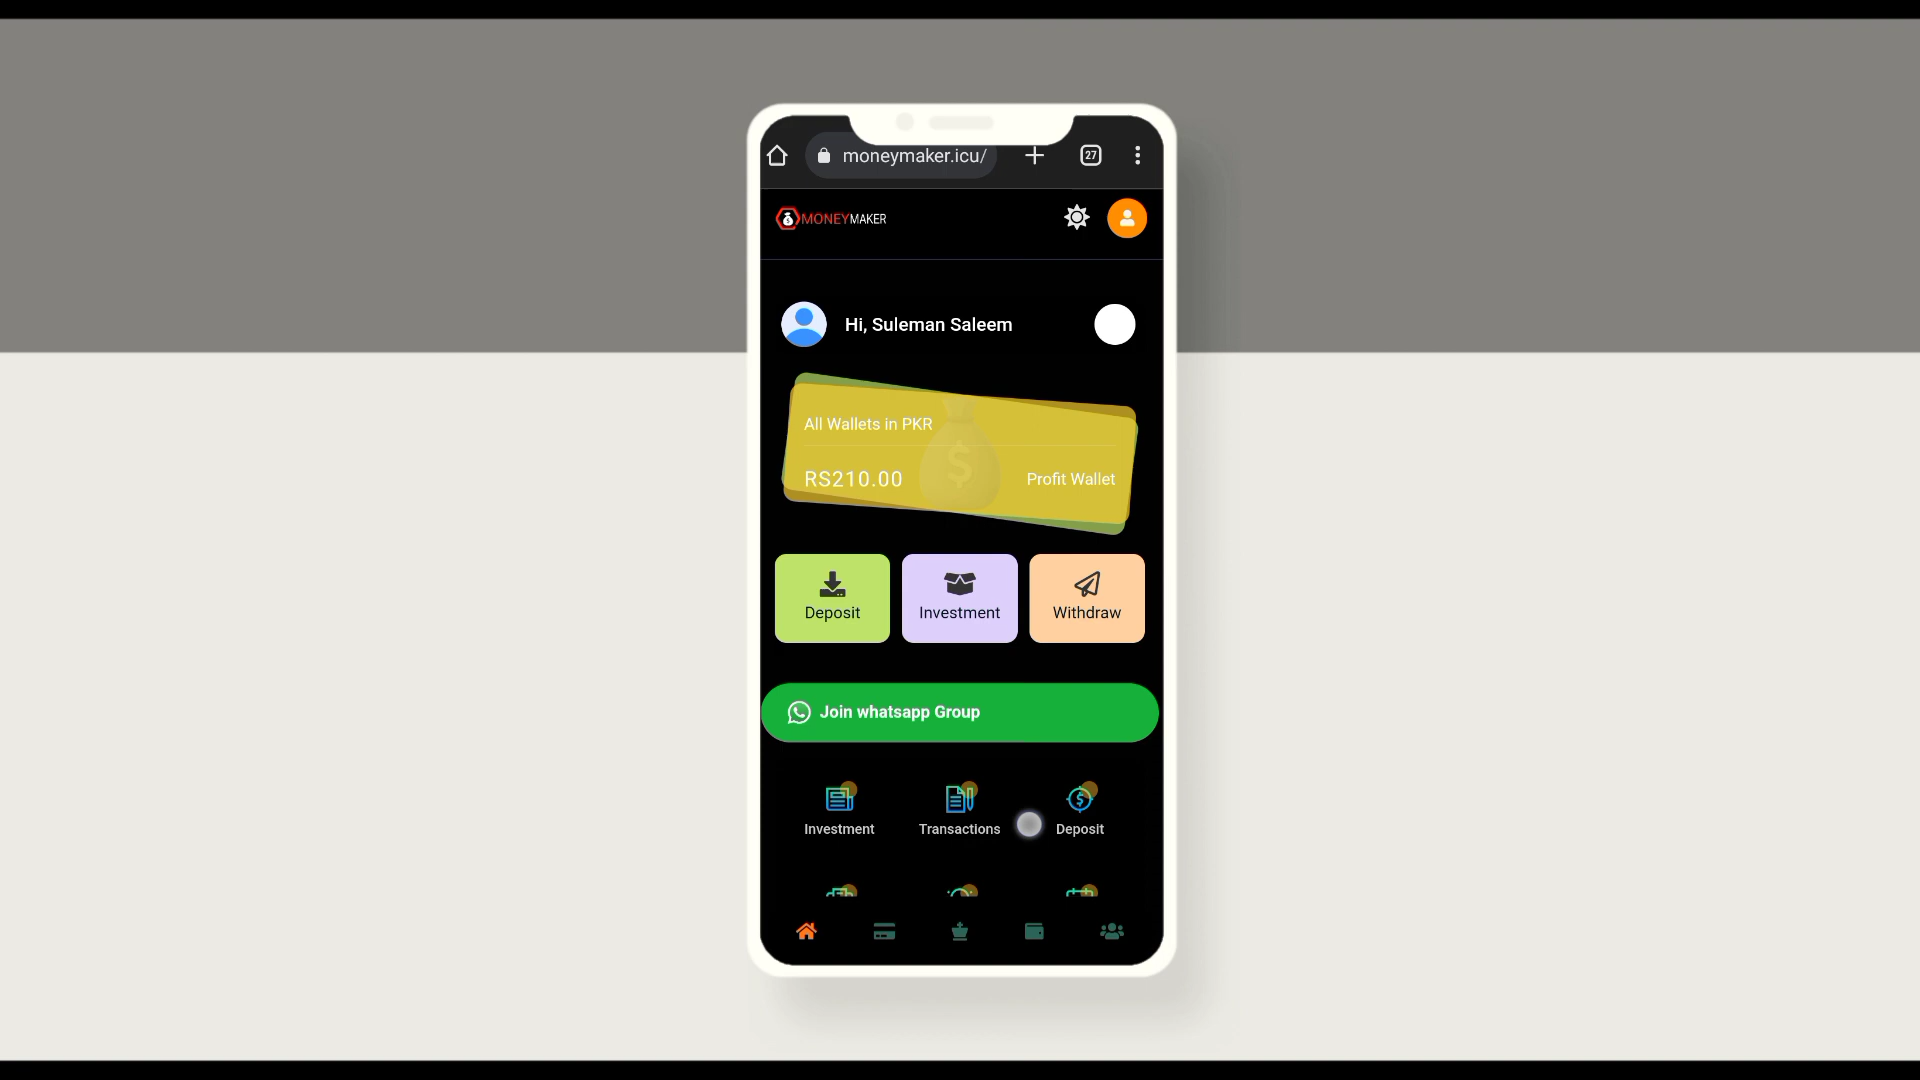 moneymaker.icu/
27
MONEYMAKER
Hi, Suleman Saleem
All Wallets in PKR
RS210.00 Profit Wallet
Deposit Investment Withdraw
Join whatsapp Group
Investment Transactions Deposit